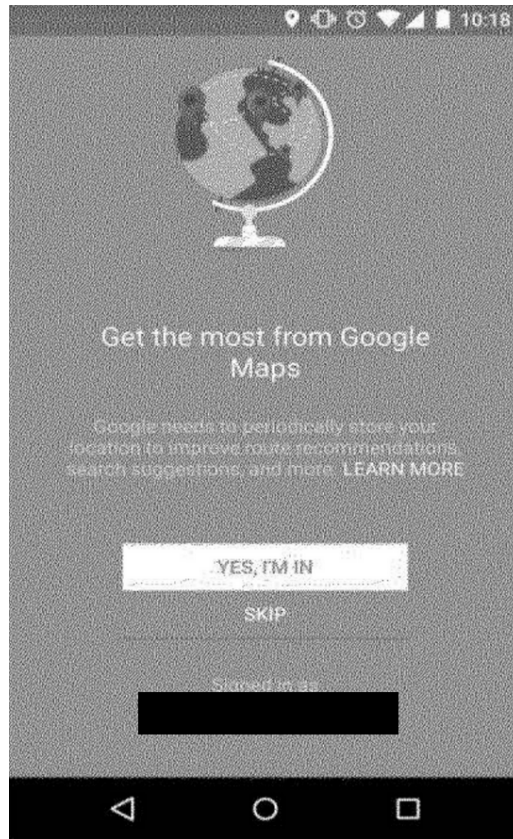 10:18
Get the most from Google
Maps
Google needs to periodically store your
location to improve route recommendations,
search suggestions, and more. LEARN MORE
YES, I'M IN
SKIP
Signed in as